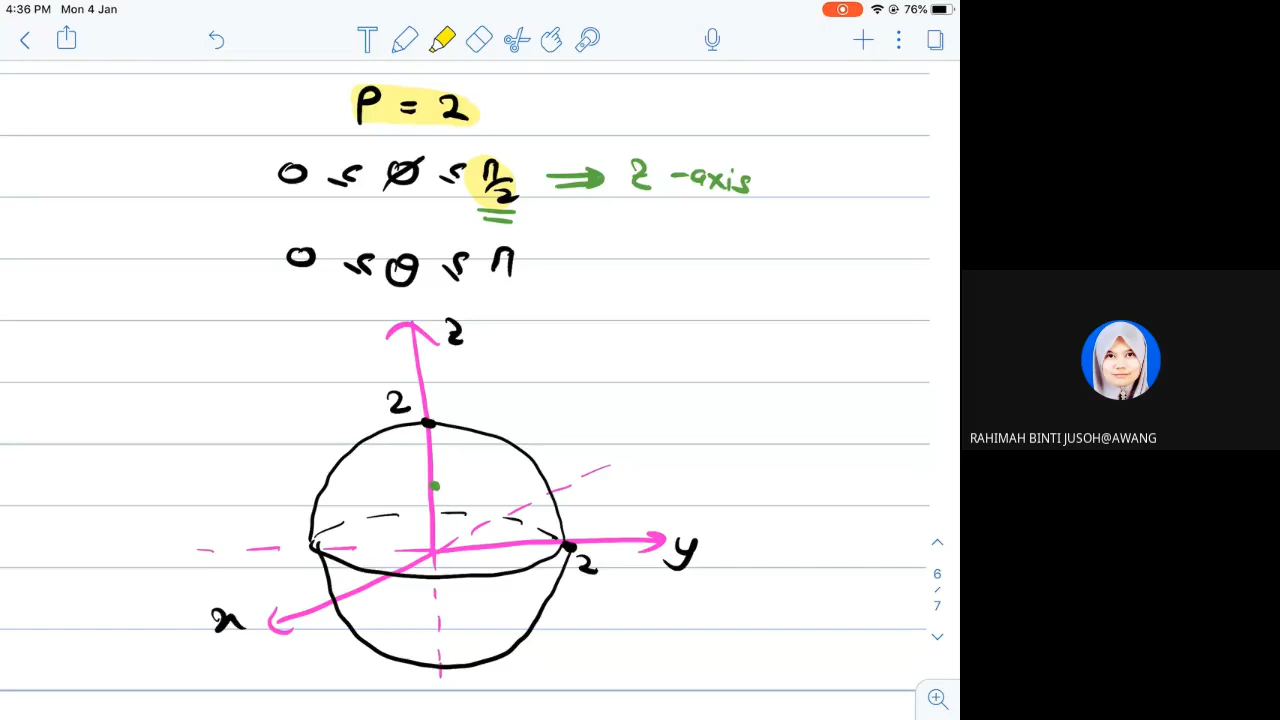 4:36 PM Mon 4 Jan
76%
T
ρ = 2
0 ≤ ϕ ≤ π/2 ⇒ z-axis
0 ≤ θ ≤ π
z
2
y
2
x
6
/
7
RAHIMAH BINTI JUSOH@AWANG